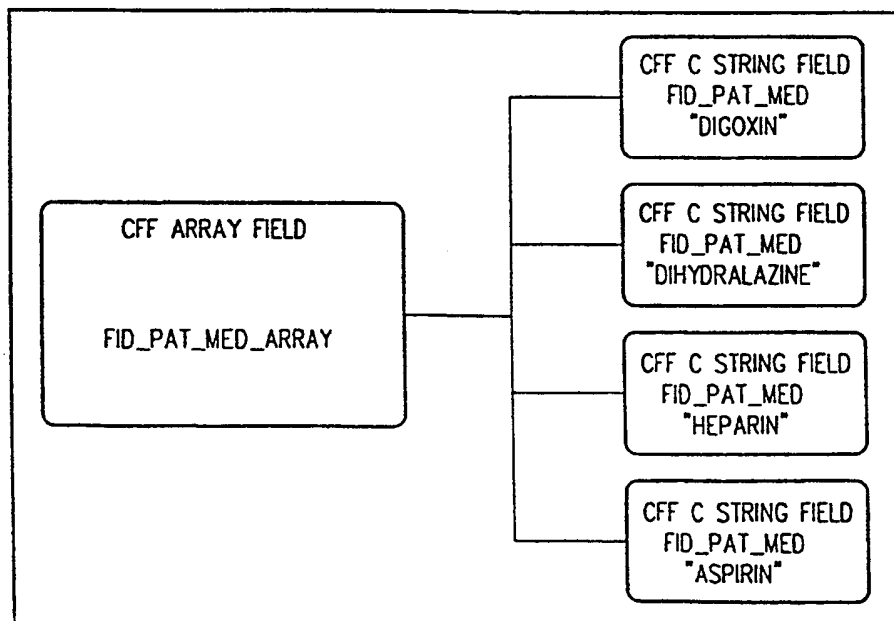 CFF ARRAY FIELD
FID_PAT_MED_ARRAY
CFF C STRING FIELD
FID_PAT_MED
"DIGOXIN"
CFF C STRING FIELD
FID_PAT_MED
"DIHYDRALAZINE"
CFF C STRING FIELD
FID_PAT_MED
"HEPARIN"
CFF C STRING FIELD
FID_PAT_MED
"ASPIRIN"